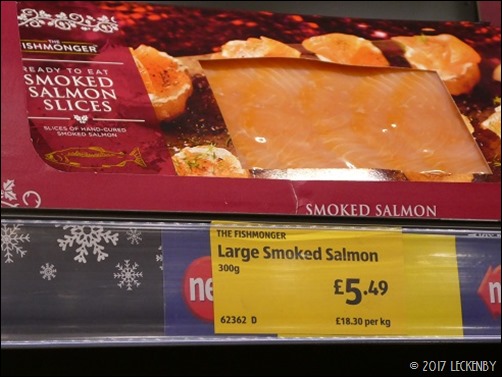 THE
FISHMONGER
READY TO EAT
SMOKED
SALMON
SLICES
SLICES OF HAND-CURED
SMOKED SALMON
SMOKED SALMON
THE FISHMONGER
Large Smoked Salmon
300g
£5.49
62362 D £18.30 per kg
ne
n
© 2017 LECKENBY